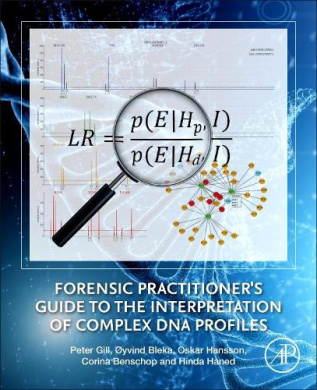 LR = p(E|Hp, I)
p(E|Hd, I)
FORENSIC PRACTITIONER'S
GUIDE TO THE INTERPRETATION
OF COMPLEX DNA PROFILES
Peter Gill, Øyvind Bleka, Oskar Hansson,
Corina Benschop and Hinda Haned
AP